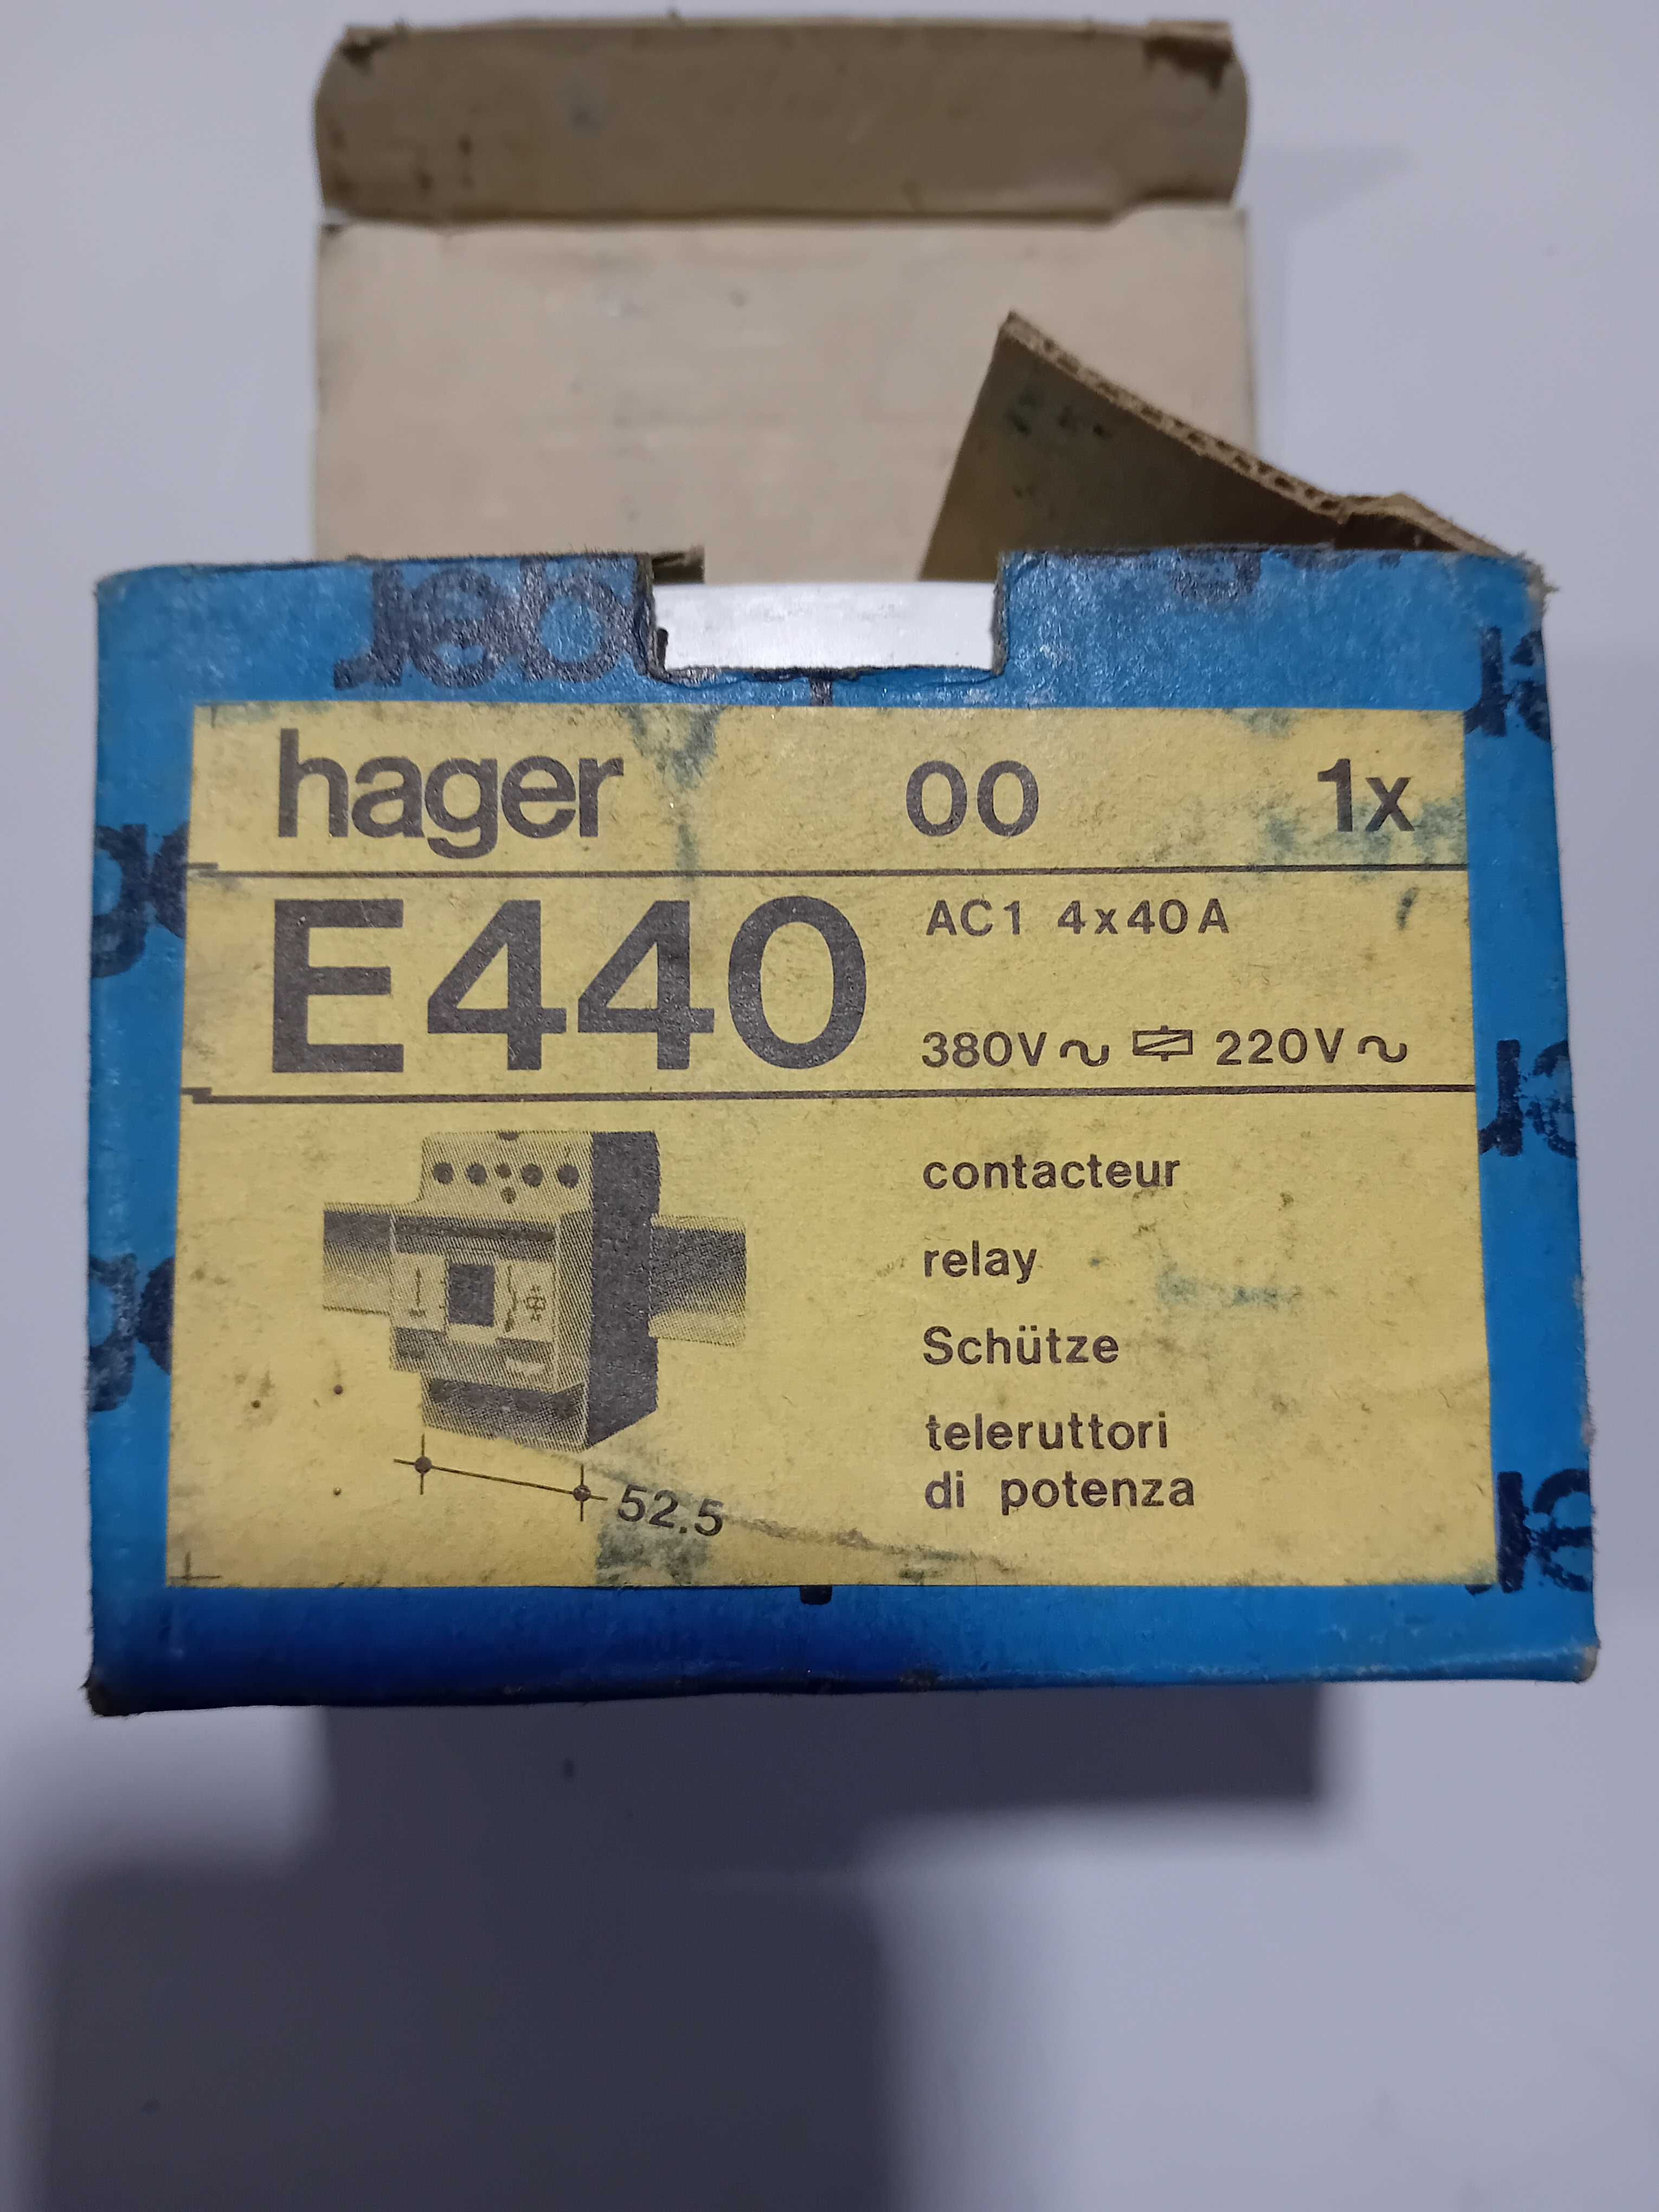 hager 00 1x
E440 AC1 4x40A
380V~ 220V~
contacteur
relay
Schütze
teleruttori
di potenza
52.5